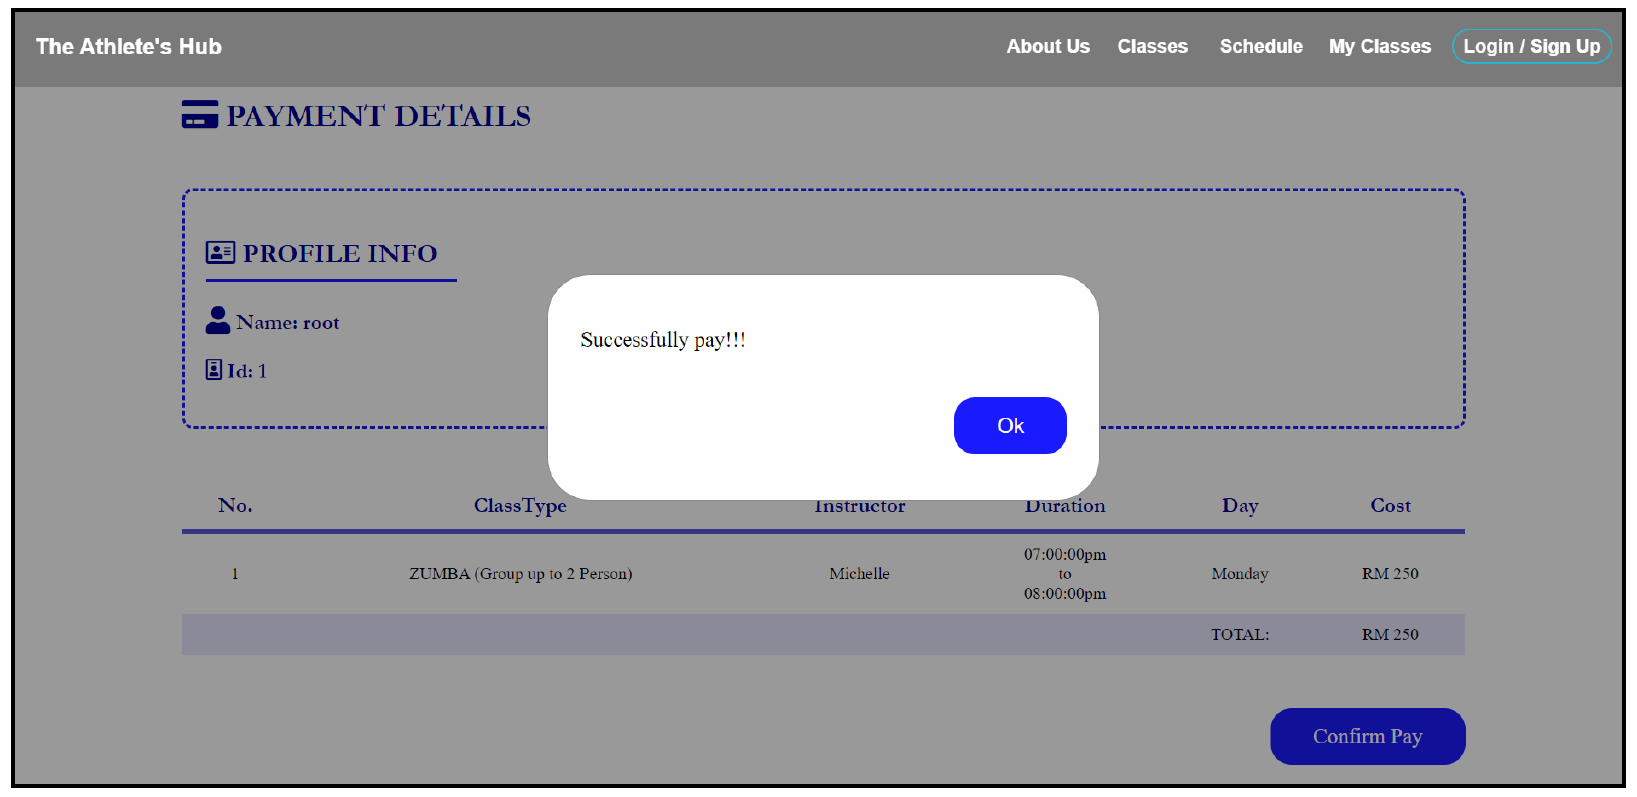 The Athlete's Hub
About Us Classes Schedule My Classes Login / Sign Up
PAYMENT DETAILS
PROFILE INFO
Name: root
Id: 1
Successfully pay!!!
Ok
No. ClassType Instructor Duration Day Cost
1 ZUMBA (Group up to 2 Person) Michelle 07:00:00pm to 08:00:00pm Monday RM 250
TOTAL: RM 250
Confirm Pay